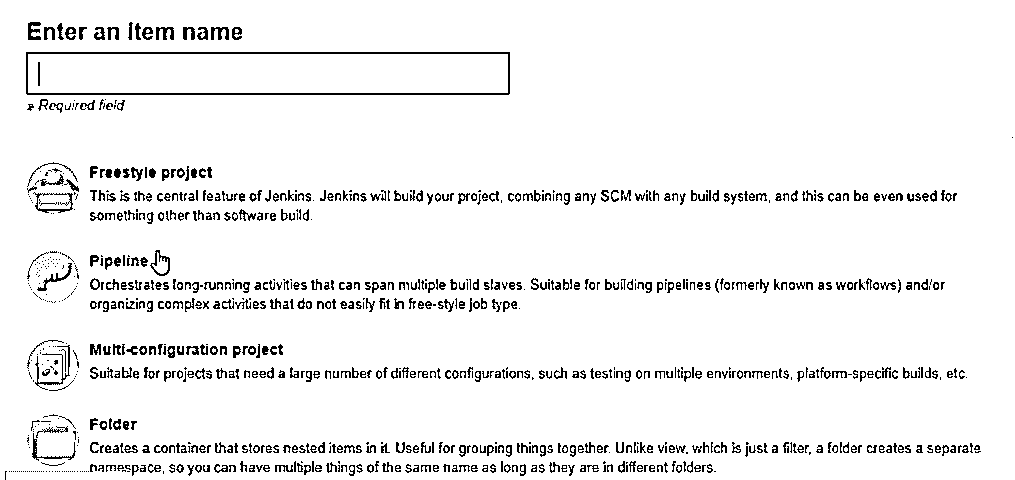 Enter an item name
» Required field
Freestyle project
This is the central feature of Jenkins. Jenkins will build your project, combining any SCM with any build system, and this can be even used for
something other than software build.
Pipeline
Orchestrates long-running activities that can span multiple build slaves. Suitable for building pipelines (formerly known as workflows) and/or
organizing complex activities that do not easily fit in free-style job type.
Multi-configuration project
Suitable for projects that need a large number of different configurations, such as testing on multiple environments, platform-specific builds, etc.
Folder
Creates a container that stores nested items in it. Useful for grouping things together. Unlike view, which is just a filter, a folder creates a separate
namespace, so you can have multiple things of the same name as long as they are in different folders.